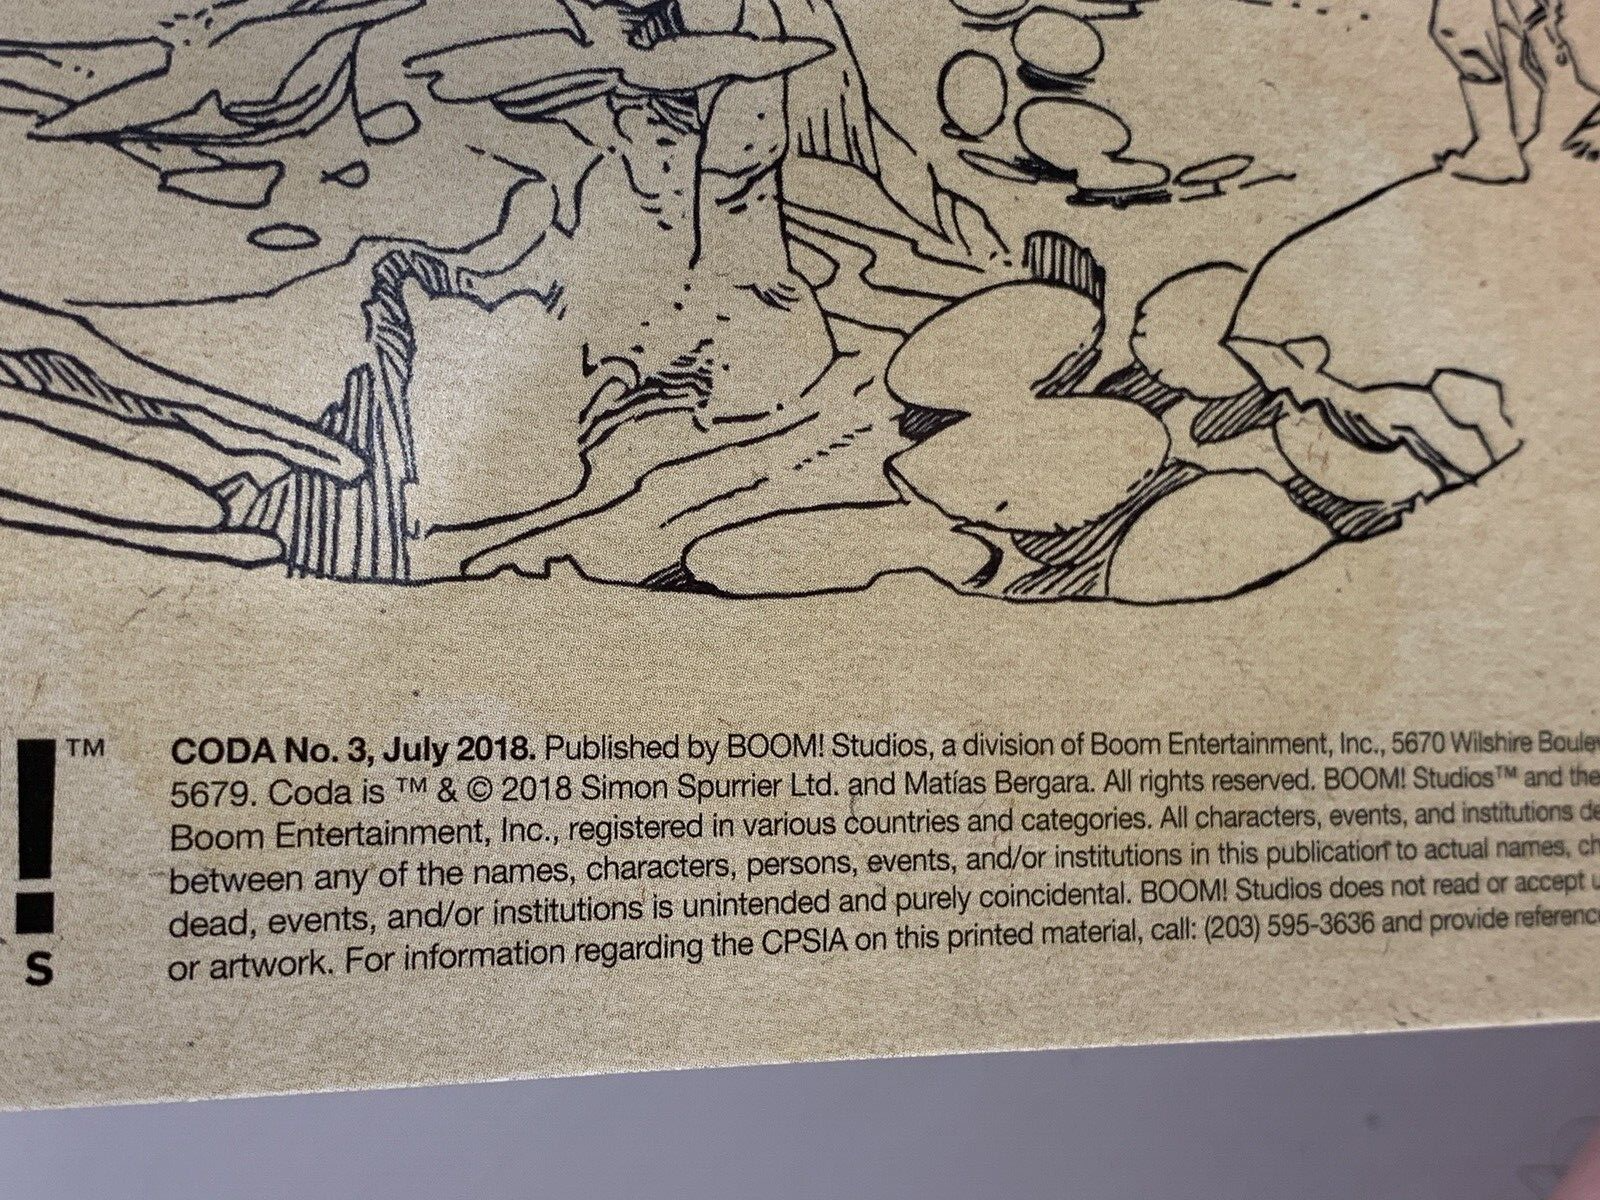 !™
S
CODA No. 3, July 2018. Published by BOOM! Studios, a division of Boom Entertainment, Inc., 5670 Wilshire
5679. Coda is ™ & © 2018 Simon Spurrier Ltd. and Matías Bergara. All rights reserved. BOOM! Studios™ and the
Boom Entertainment, Inc., registered in various countries and categories. All characters, events, and institutions
between any of the names, characters, persons, events, and/or institutions in this publication to actual names,
dead, events, and/or institutions is unintended and purely coincidental. BOOM! Studios does not read or accept
or artwork. For information regarding the CPSIA on this printed material, call: (203) 595-3636 and provide